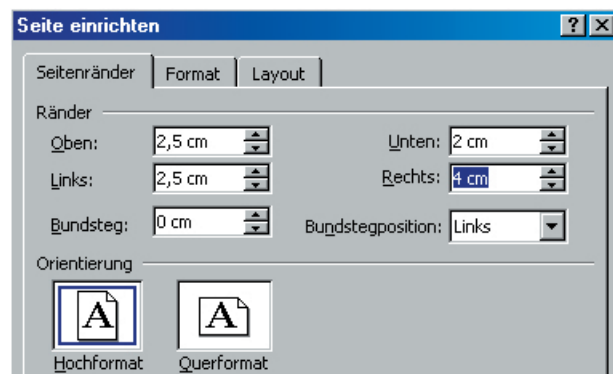 Seite einrichten
Seitenränder Format Layout
Ränder
Oben: 2,5 cm Unten: 2 cm
Links: 2,5 cm Rechts: 4 cm
Bundsteg: 0 cm Bundstegposition: Links
Orientierung
A A
Hochformat Querformat